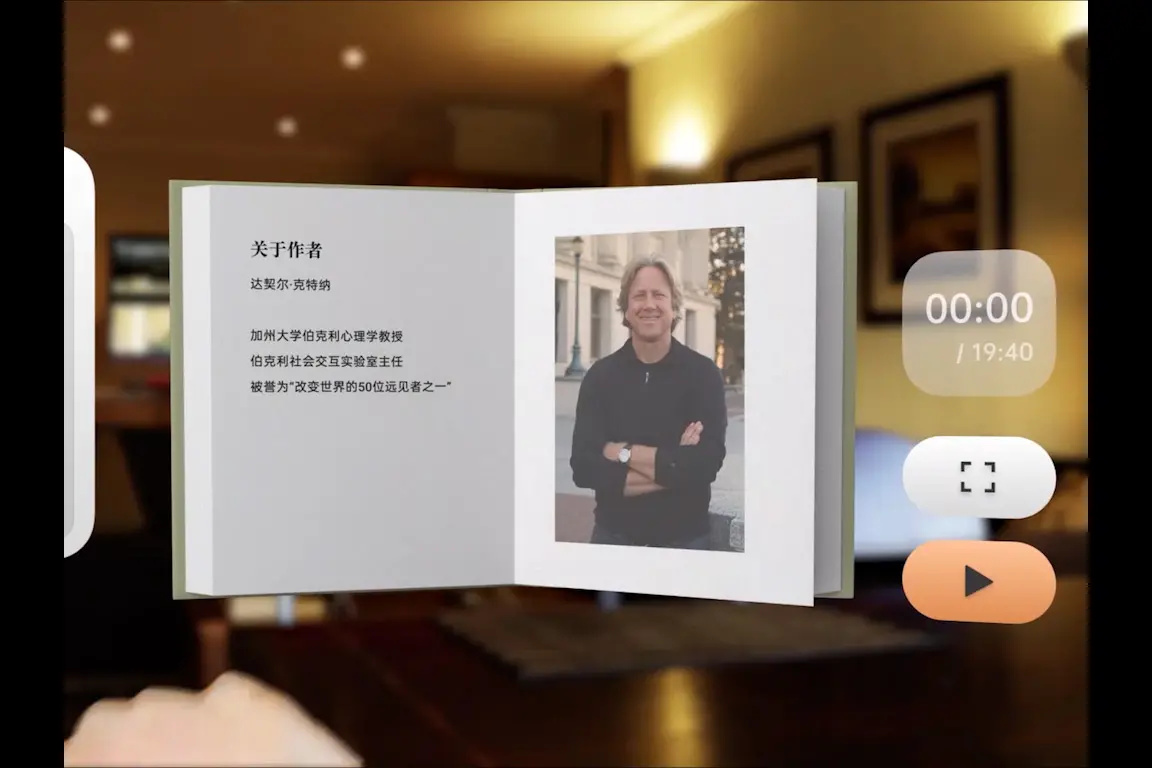 关于作者
达契尔·克特纳
加州大学伯克利心理学教授
伯克利社会交互实验室主任
被誉为“改变世界的50位远见者之一”
00:00
/ 19:40